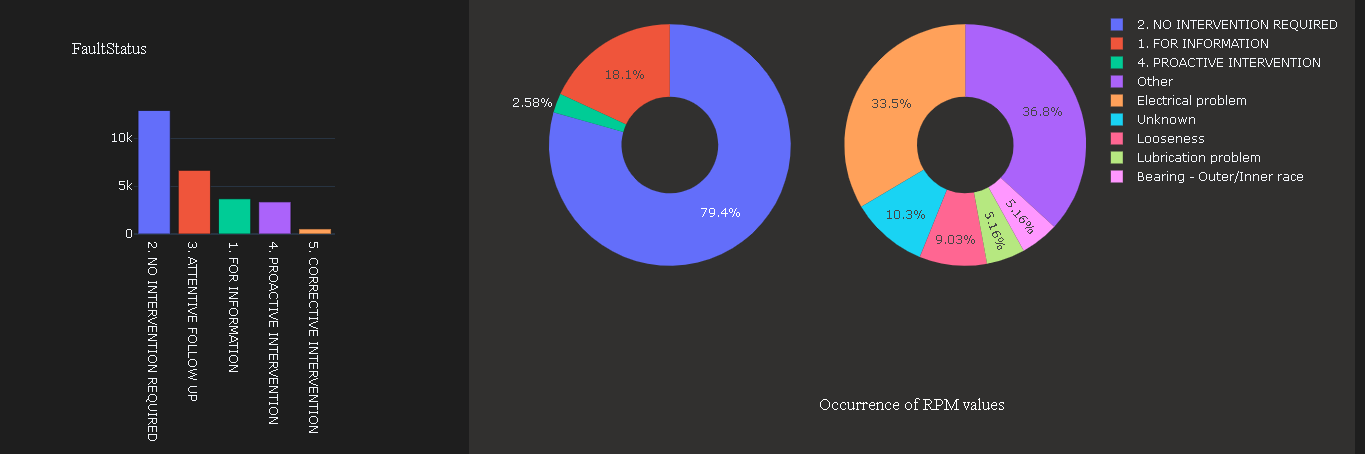 FaultStatus
10k
5k
0
2. NO INTERVENTION REQUIRED
3. ATTENTIVE FOLLOW UP
1. FOR INFORMATION
4. PROACTIVE INTERVENTION
5. CORRECTIVE INTERVENTION
18.1%
2.58%
79.4%
33.5%
36.8%
10.3%
9.03%
5.16%
5.16%
2. NO INTERVENTION REQUIRED
1. FOR INFORMATION
4. PROACTIVE INTERVENTION
Other
Electrical problem
Unknown
Looseness
Lubrication problem
Bearing - Outer/Inner race
Occurrence of RPM values